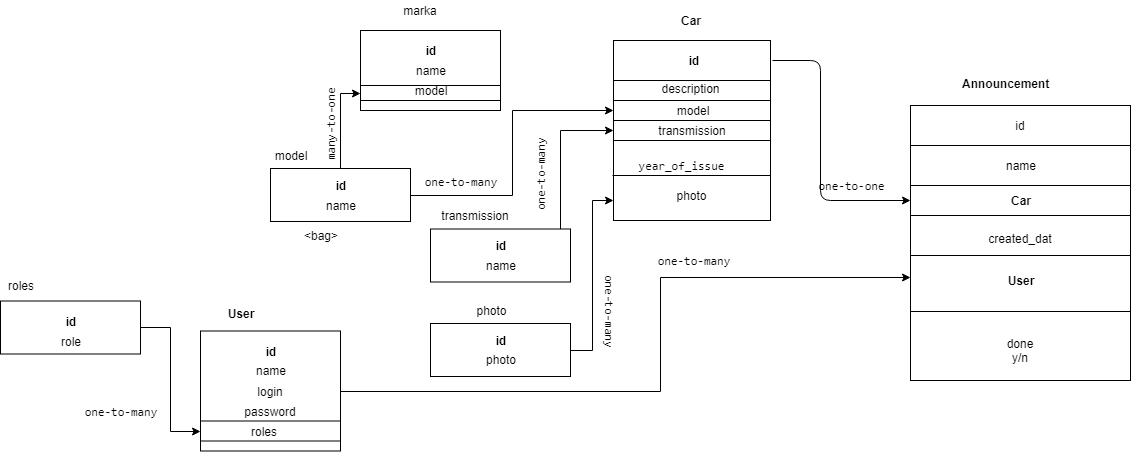 marka
id
name
model
many-to-one
model
id
name
<bag>
one-to-many
transmission
id
name
one-to-many
photo
id
photo
one-to-many
Car
id
description
model
transmission
year_of_issue
photo
one-to-one
Announcement
id
name
Car
created_dat
User
done
y/n
roles
id
role
one-to-many
User
id
name
login
password
roles
one-to-many